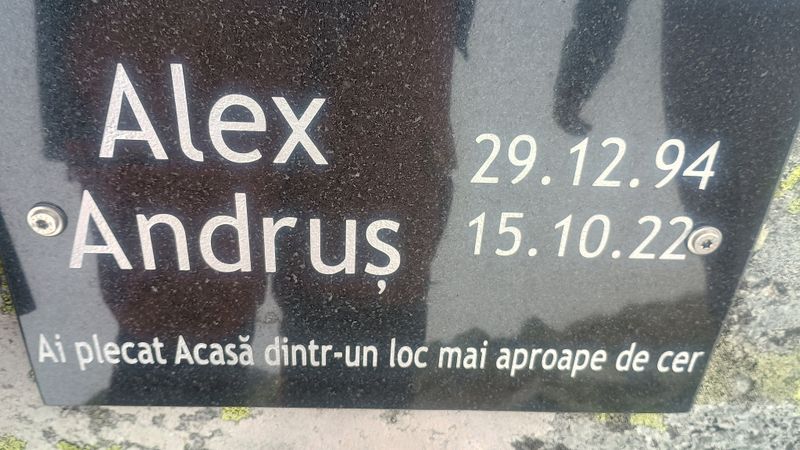 Alex
Andruș
29.12.94
15.10.22
Ai plecat Acasă dintr-un loc mai aproape de cer